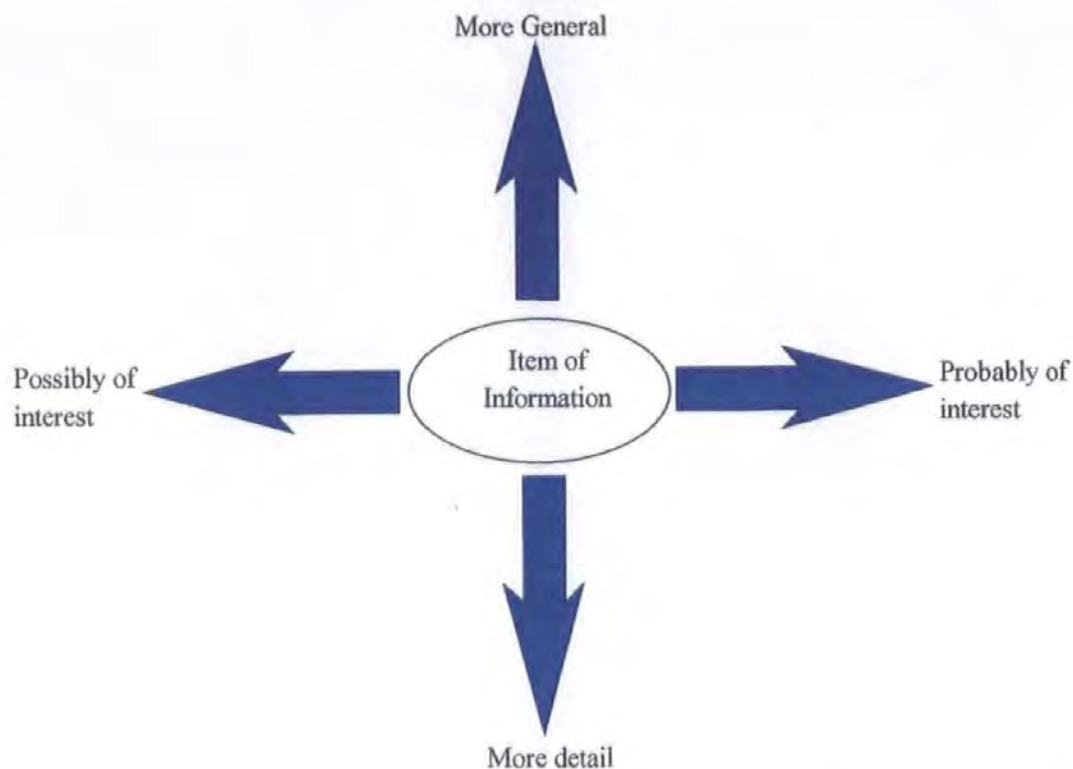 More General
Possibly of
interest
Item of
Information
Probably of
interest
More detail